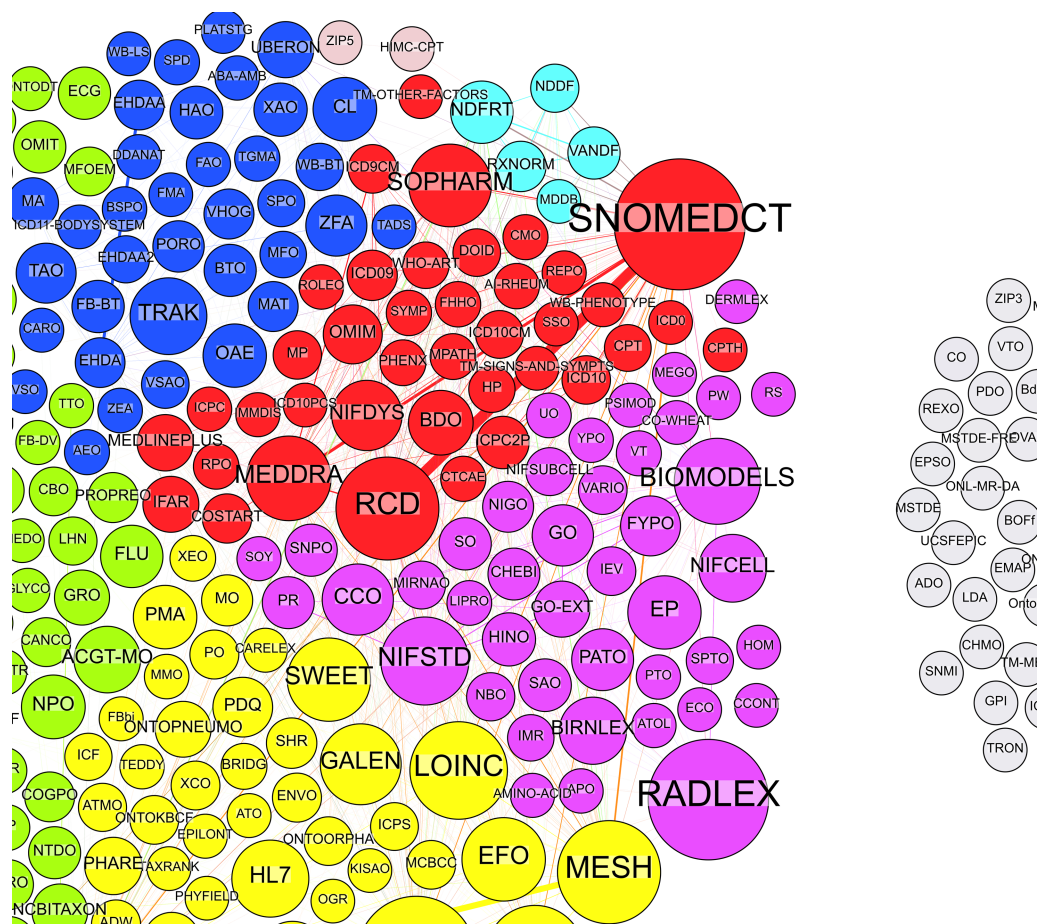 PLATSTG
ZIP5
HIMC-CPT
UBERON
WB-LS
SPD
ABA-AMB
NTODT
ECG
EHDAA
HAO
XAO
CL
TM-OTHER-FACTORS
NDFRT
NDDF
OMIT
MFOEM
DDANAT
FAO
TGMA
WB-BT
ICD9CM
SOPHARM
RXNORM
VANDF
MA
BSPO
FMA
VHOG
SPO
ZFA
TADS
MDDB
SNOMEDCT
ICD11-BODYSYSTEM
PORO
EHDAA2
BTO
MFO
DOID
CMO
TAO
ROLEO
ICD09
WHO-ART
AI-RHEUM
REPO
FB-BT
TRAK
MAT
SYMP
FHHO
WB-PHENOTYPE
DERMLEX
ZIP3
CARO
OMIM
ICD10CM
SSO
ICD0
EHDA
OAE
MP
PHENX
MPATH
TM-SIGNS-AND-SYMPTS
CPT
CPTH
VTO
CO
VSO
VSAO
HP
ICD10
MEGO
PDO
TTO
ZEA
ICPC
MMDIS
ICD10PCS
NIFDYS
BDO
UO
PSIMOD
PW
RS
REXO
FB-DV
AEO
MEDLINEPLUS
ICPC2P
YPO
CO-WHEAT
MSTDE-FRE
RPO
MEDDRA
CTCAE
NIFSUBCELL
VT
EPSO
CBO
PROPREO
IFAR
COSTART
RCD
NIGO
VARIO
BIOMODELS
ONL-MR-DA
MSTDE
LHN
FLU
XEO
SOY
SNPO
SO
GO
FYPO
BOFf
UCSFEPIC
GLYCO
GRO
PMA
MO
PR
CCO
MIRNAO
LIPRO
CHEBI
GO-EXT
IEV
NIFCELL
EMAP
ADO
LDA
EP
CANCO
ACGT-MO
PO
CARELEX
HINO
HOM
CHMO
MMO
SWEET
NIFSTD
PATO
SPTO
SNMI
NPO
FBbi
PDQ
NBO
SAO
PTO
ECO
CCONT
GPI
ONTOPNEUMO
SHR
IMR
BIRNLEX
ATOL
TRON
ICF
TEDDY
BRIDG
GALEN
LOINC
COGPO
ATMO
XCO
ENVO
AMINO-ACID
APO
RADLEX
ONTOKBCF
ATO
ICPS
EPILONT
ONTOORPHA
NTDO
PHARE
TAXRANK
HL7
KISAO
MCBCC
EFO
MESH
PHYFIELD
OGR
NCBITAXON
ADW